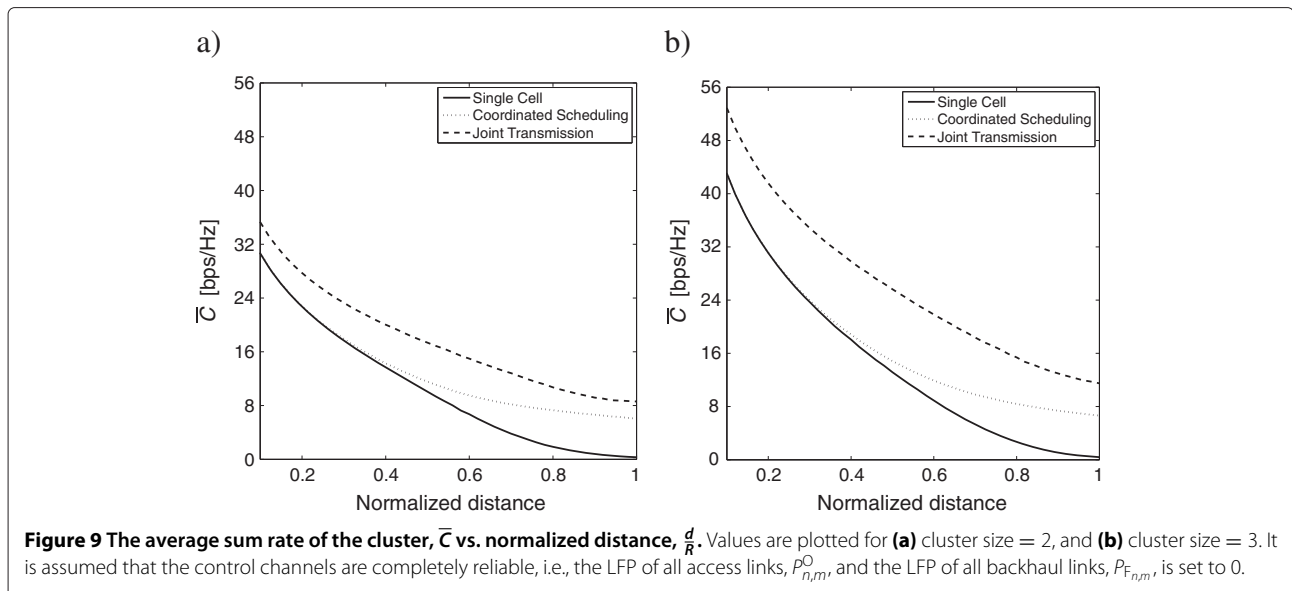 a)
56
48
40
32
24
16
8
0
C̅ [bps/Hz]
Single Cell
Coordinated Scheduling
Joint Transmission
0.2
0.4
0.6
0.8
1
Normalized distance
b)
56
48
40
32
24
16
8
0
C̅ [bps/Hz]
Single Cell
Coordinated Scheduling
Joint Transmission
0.2
0.4
0.6
0.8
1
Normalized distance
Figure 9 The average sum rate of the cluster, C̅ vs. normalized distance, d/R. Values are plotted for (a) cluster size = 2, and (b) cluster size = 3. It
is assumed that the control channels are completely reliable, i.e., the LFP of all access links, P^O_{n,m}, and the LFP of all backhaul links, P_{F_{n,m}}, is set to 0.